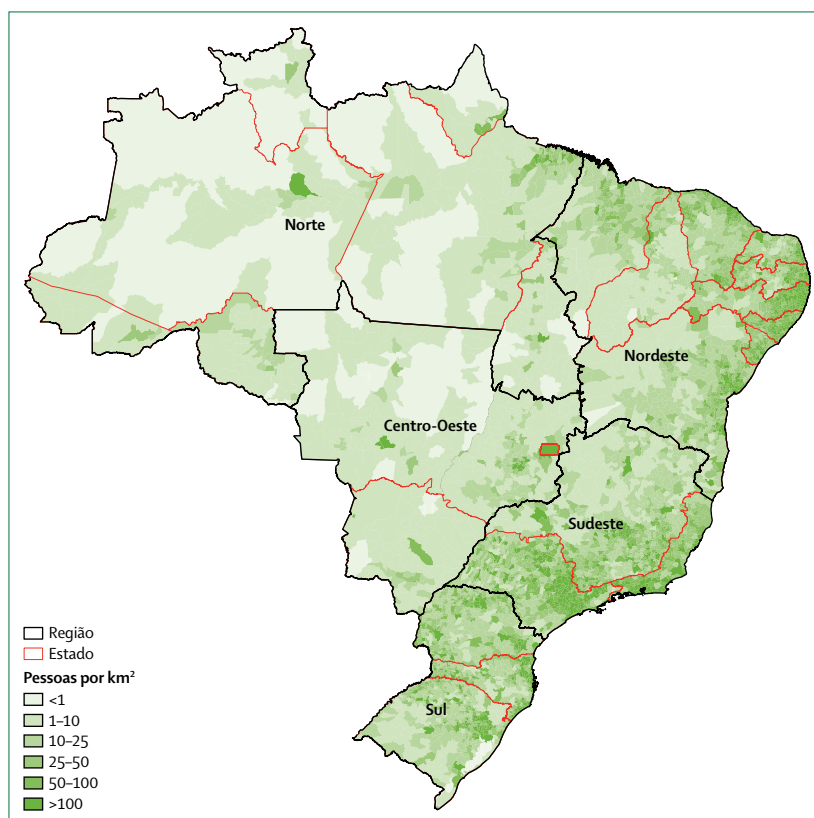 Norte
Nordeste
Centro-Oeste
Sudeste
Sul
Região
Estado
Pessoas por km²
<1
1–10
10–25
25–50
50–100
>100